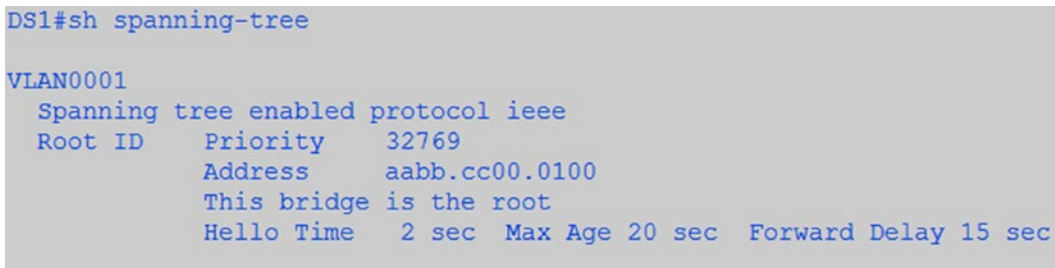 DS1#sh spanning-tree
VLAN0001
Spanning tree enabled protocol ieee
Root ID Priority 32769
Address aabb.cc00.0100
This bridge is the root
Hello Time 2 sec Max Age 20 sec Forward Delay 15 sec